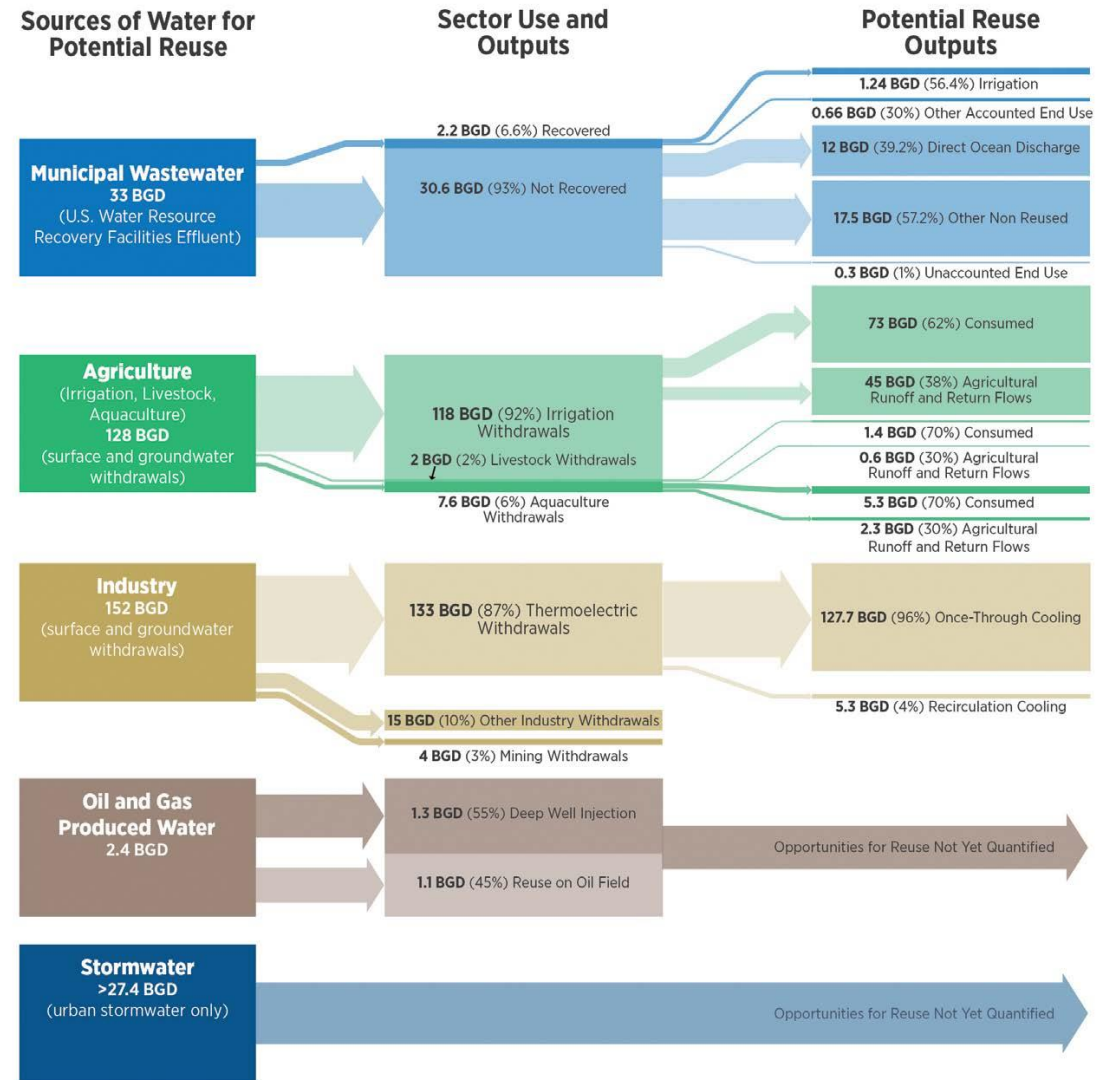 Sources of Water for
Potential Reuse
Sector Use and
Outputs
Potential Reuse
Outputs
Municipal Wastewater
33 BGD
(U.S. Water Resource
Recovery Facilities Effluent)
2.2 BGD (6.6%) Recovered
30.6 BGD (93%) Not Recovered
1.24 BGD (56.4%) Irrigation
0.66 BGD (30%) Other Accounted End Use
12 BGD (39.2%) Direct Ocean Discharge
17.5 BGD (57.2%) Other Non Reused
0.3 BGD (1%) Unaccounted End Use
Agriculture
(Irrigation, Livestock,
Aquaculture)
128 BGD
(surface and groundwater
withdrawals)
118 BGD (92%) Irrigation
Withdrawals
2 BGD (2%) Livestock Withdrawals
7.6 BGD (6%) Aquaculture
Withdrawals
73 BGD (62%) Consumed
45 BGD (38%) Agricultural
Runoff and Return Flows
1.4 BGD (70%) Consumed
0.6 BGD (30%) Agricultural
Runoff and Return Flows
5.3 BGD (70%) Consumed
2.3 BGD (30%) Agricultural
Runoff and Return Flows
Industry
152 BGD
(surface and groundwater
withdrawals)
133 BGD (87%) Thermoelectric
Withdrawals
15 BGD (10%) Other Industry Withdrawals
4 BGD (3%) Mining Withdrawals
127.7 BGD (96%) Once-Through Cooling
5.3 BGD (4%) Recirculation Cooling
Oil and Gas
Produced Water
2.4 BGD
1.3 BGD (55%) Deep Well Injection
1.1 BGD (45%) Reuse on Oil Field
Opportunities for Reuse Not Yet Quantified
Stormwater
>27.4 BGD
(urban stormwater only)
Opportunities for Reuse Not Yet Quantified